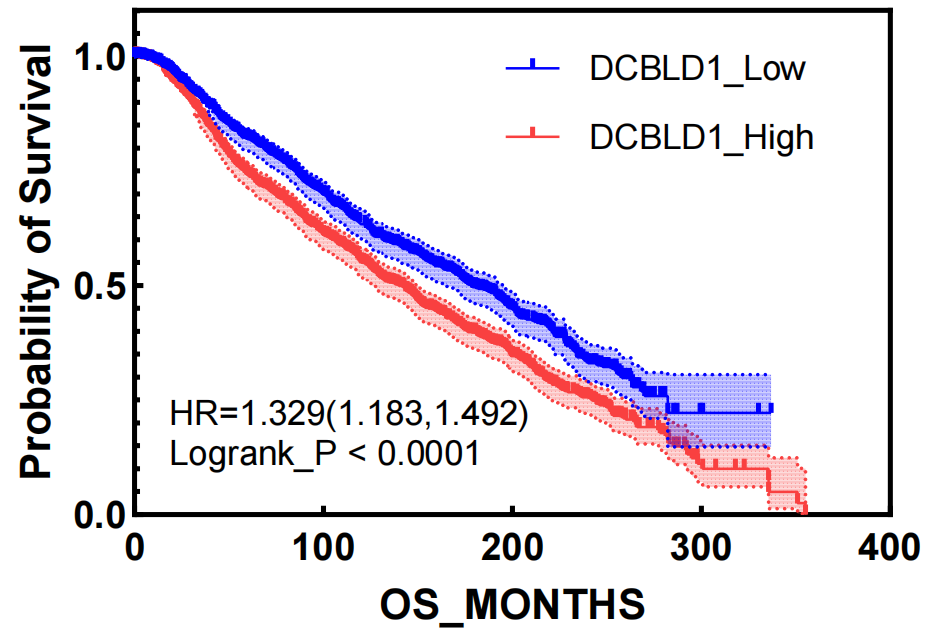 Probability of Survival
1.0
0.5
0.0
DCBLD1_Low
DCBLD1_High
HR=1.329(1.183,1.492)
Logrank_P < 0.0001
0 100 200 300 400
OS_MONTHS